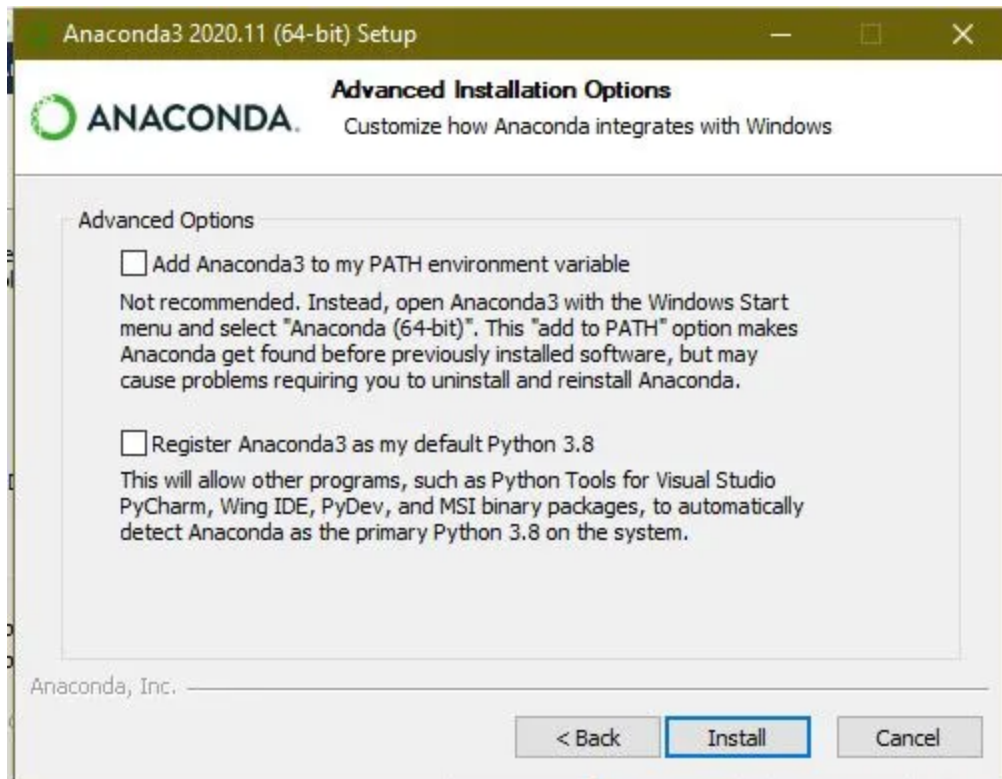 Anaconda3 2020.11 (64-bit) Setup
ANACONDA.
Advanced Installation Options
Customize how Anaconda integrates with Windows
Advanced Options
Add Anaconda3 to my PATH environment variable
Not recommended. Instead, open Anaconda3 with the Windows Start
menu and select "Anaconda (64-bit)". This "add to PATH" option makes
Anaconda get found before previously installed software, but may
cause problems requiring you to uninstall and reinstall Anaconda.
Register Anaconda3 as my default Python 3.8
This will allow other programs, such as Python Tools for Visual Studio
PyCharm, Wing IDE, PyDev, and MSI binary packages, to automatically
detect Anaconda as the primary Python 3.8 on the system.
Anaconda, Inc.
< Back
Install
Cancel